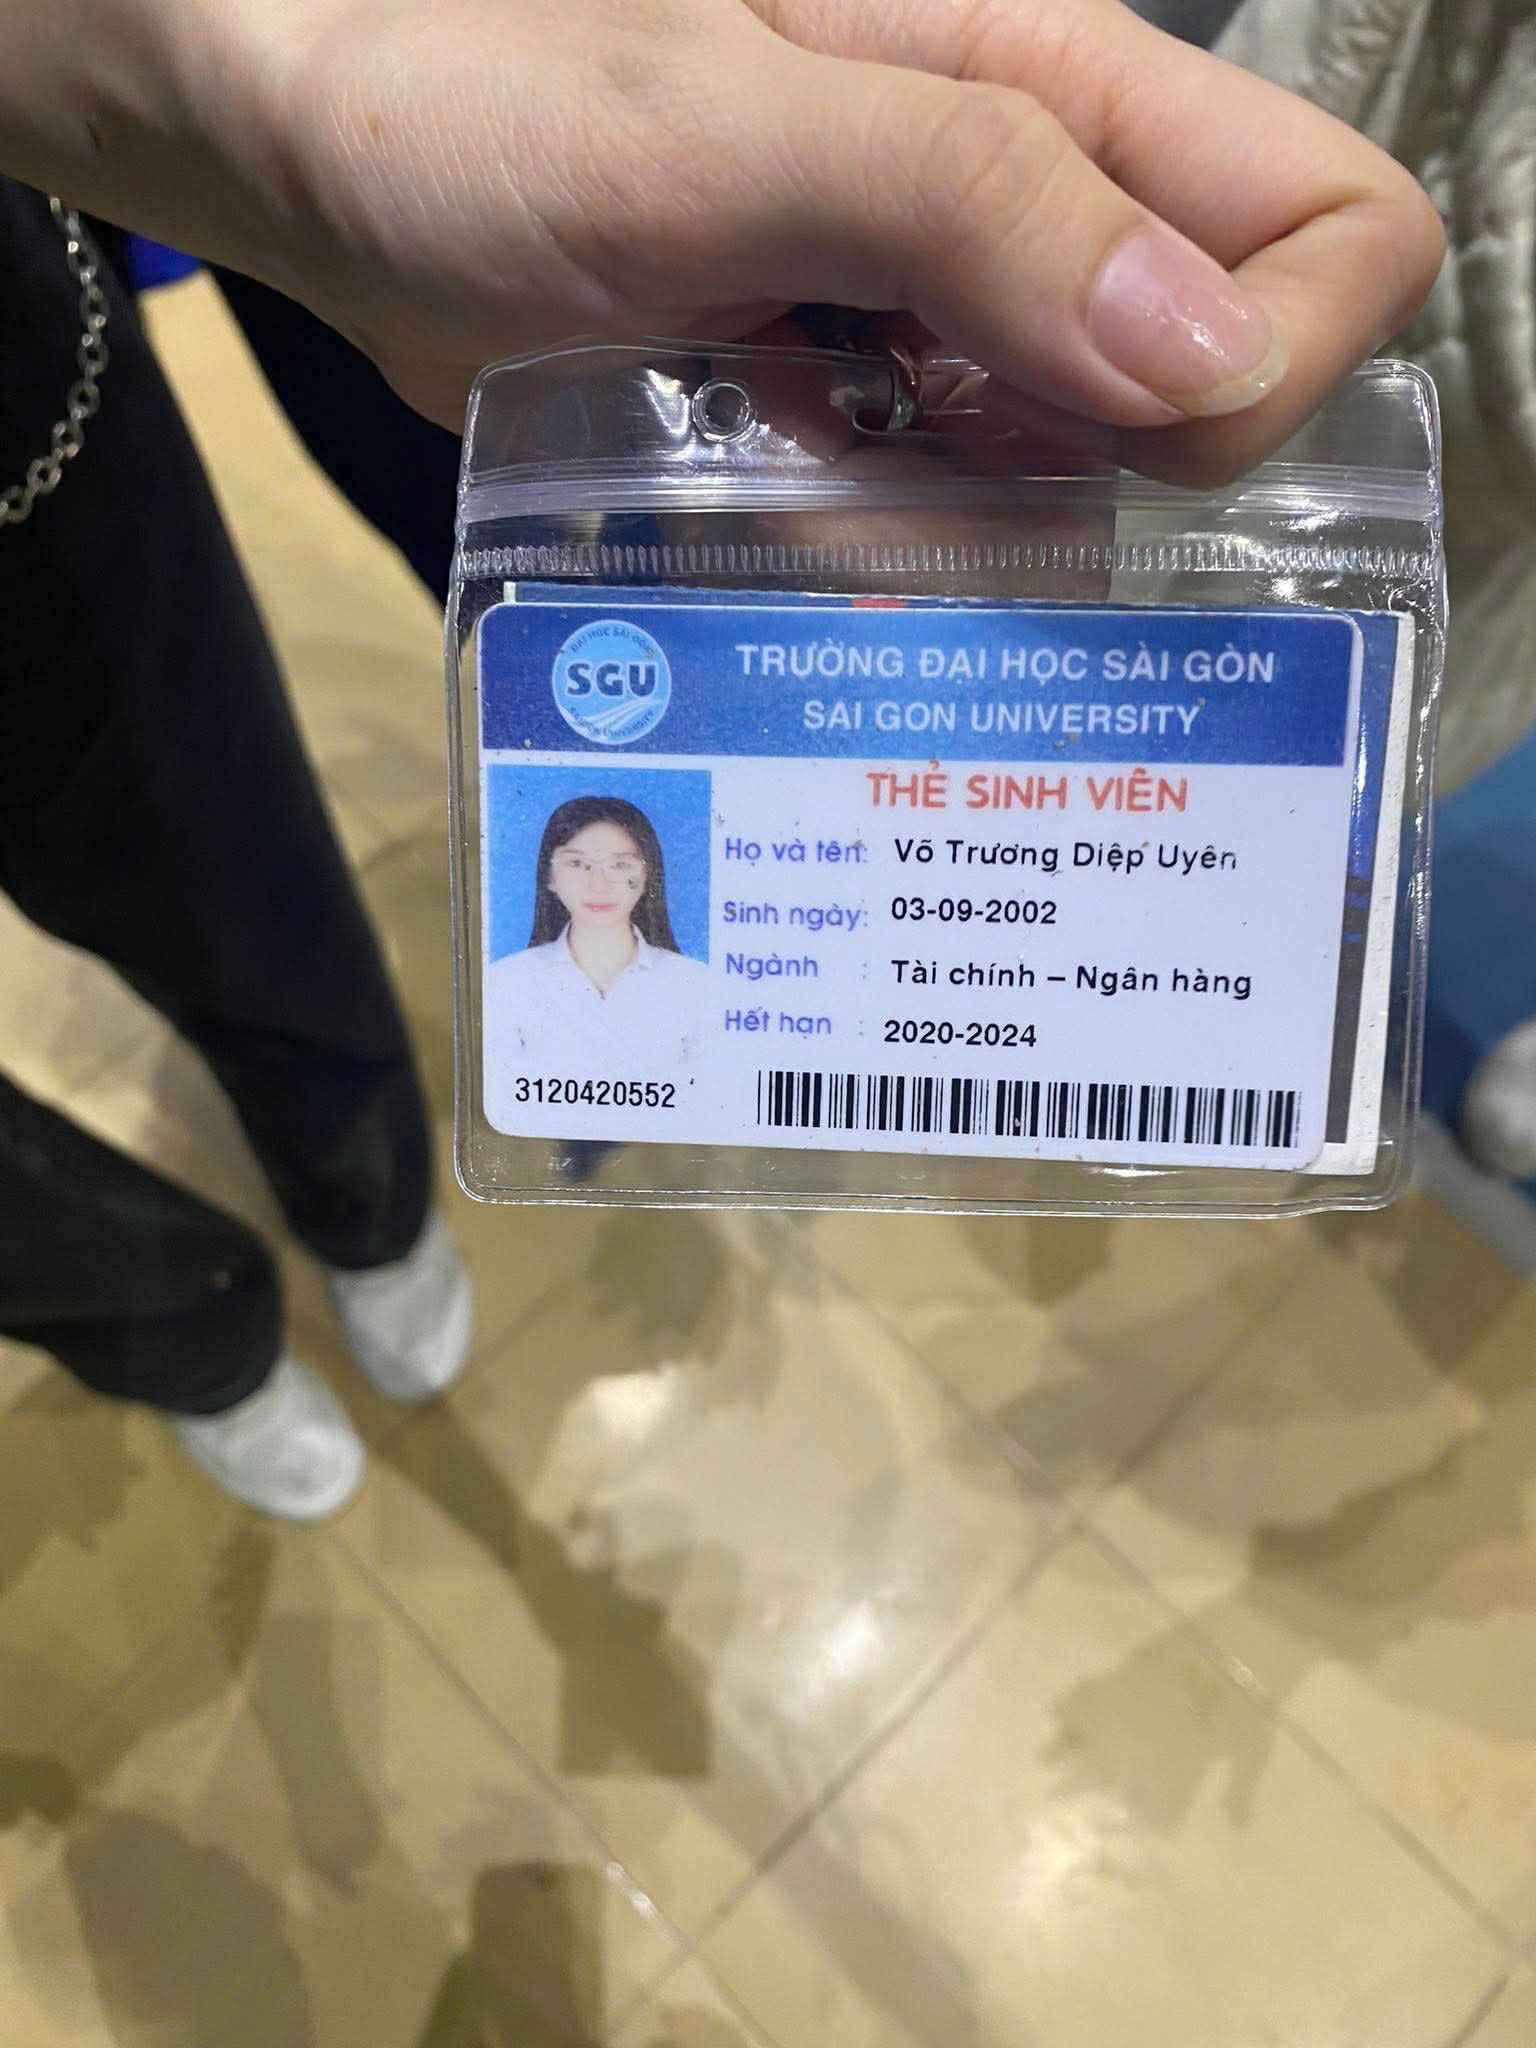 ĐẠI HỌC SÀI GÒN
SGU
SAIGON UNIVERSITY
TRƯỜNG ĐẠI HỌC SÀI GÒN
SAI GON UNIVERSITY
THẺ SINH VIÊN
Họ và tên: Võ Trương Diệp Uyên
Sinh ngày: 03-09-2002
Ngành : Tài chính – Ngân hàng
Hết hạn : 2020-2024
3120420552